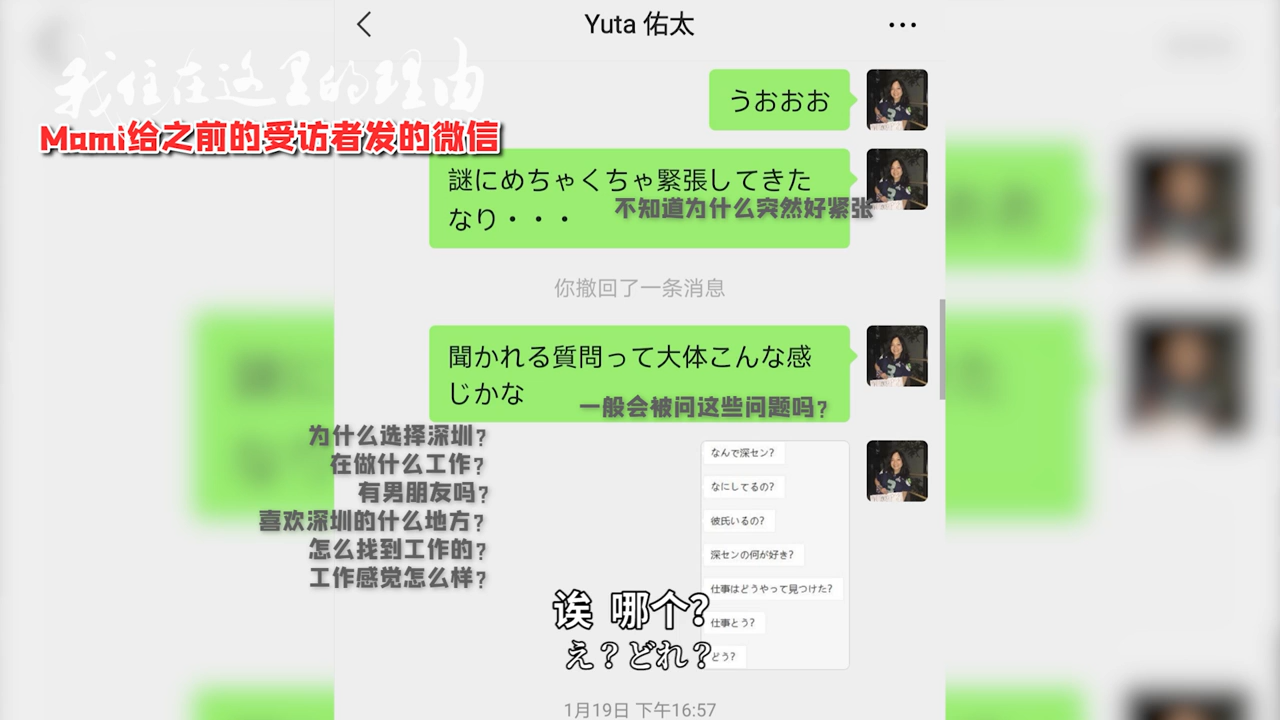 Yuta 佑太
我住在这里的理由
Mami给之前的受访者发的微信
うおおお
謎にめちゃくちゃ緊張してきた
なり・・・
不知道为什么突然好紧张
你撤回了一条消息
聞かれる質問って大体こんな感
じかな
一般会被问这些问题吗?
为什么选择深圳?
在做什么工作?
有男朋友吗?
喜欢深圳的什么地方?
怎么找到工作的?
工作感觉怎么样?
なんで深セン?
なにしてるの?
彼氏いるの?
深センの何が好き?
仕事はどうやって見つけた?
仕事とう?
どう?
诶 哪个?
え?どれ?
1月19日 下午16:57